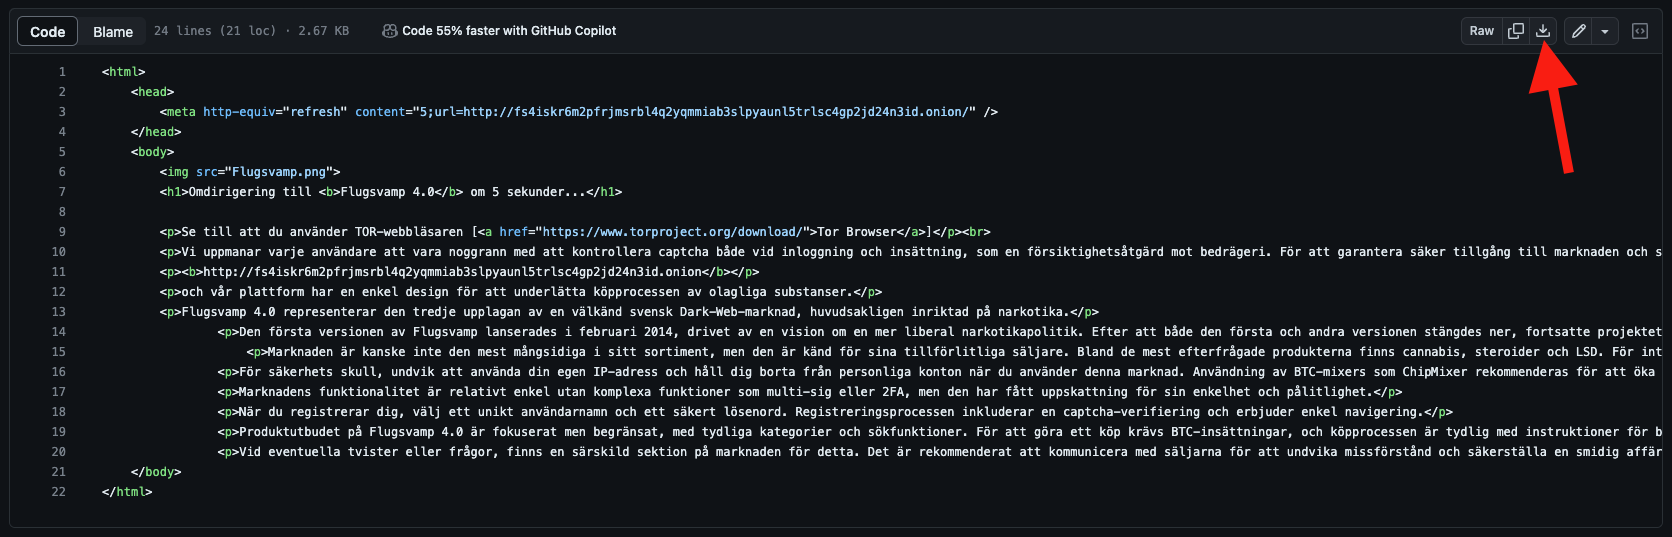 Code Blame 24 lines (21 loc) · 2.67 KB Code 55% faster with GitHub Copilot Raw
1 <html>
2 <head>
3 <meta http-equiv="refresh" content="5;url=http://fs4iskr6m2pfrjmsrbl4q2yqmmiab3slpyaunl5trlsc4gp2jd24n3id.onion/" />
4 </head>
5 <body>
6 <img src="Flugsvamp.png">
7 <h1>Omdirigering till <b>Flugsvamp 4.0</b> om 5 sekunder...</h1>
8
9 <p>Se till att du använder TOR-webbläsaren [<a href="https://www.torproject.org/download/">Tor Browser</a>]</p><br>
10 <p>Vi uppmanar varje användare att vara noggrann med att kontrollera captcha både vid inloggning och insättning, som en försiktighetsåtgärd mot bedrägeri. För att garantera säker tillgång till marknaden och s
11 <p><b>http://fs4iskr6m2pfrjmsrbl4q2yqmmiab3slpyaunl5trlsc4gp2jd24n3id.onion</b></p>
12 <p>och vår plattform har en enkel design för att underlätta köpprocessen av olagliga substanser.</p>
13 <p>Flugsvamp 4.0 representerar den tredje upplagan av en välkänd svensk Dark-Web-marknad, huvudsakligen inriktad på narkotika.</p>
14 <p>Den första versionen av Flugsvamp lanserades i februari 2014, drivet av en vision om en mer liberal narkotikapolitik. Efter att både den första och andra versionen stängdes ner, fortsatte projektet
15 <p>Marknaden är kanske inte den mest mångsidiga i sitt sortiment, men den är känd för sina tillförlitliga säljare. Bland de mest efterfrågade produkterna finns cannabis, steroider och LSD. För int
16 <p>För säkerhets skull, undvik att använda din egen IP-adress och håll dig borta från personliga konton när du använder denna marknad. Användning av BTC-mixers som ChipMixer rekommenderas för att öka
17 <p>Marknadens funktionalitet är relativt enkel utan komplexa funktioner som multi-sig eller 2FA, men den har fått uppskattning för sin enkelhet och pålitlighet.</p>
18 <p>När du registrerar dig, välj ett unikt användarnamn och ett säkert lösenord. Registreringsprocessen inkluderar en captcha-verifiering och erbjuder enkel navigering.</p>
19 <p>Produktutbudet på Flugsvamp 4.0 är fokuserat men begränsat, med tydliga kategorier och sökfunktioner. För att göra ett köp krävs BTC-insättningar, och köpprocessen är tydlig med instruktioner för b
20 <p>Vid eventuella tvister eller frågor, finns en särskild sektion på marknaden för detta. Det är rekommenderat att kommunicera med säljarna för att undvika missförstånd och säkerställa en smidig affär
21 </body>
22 </html>